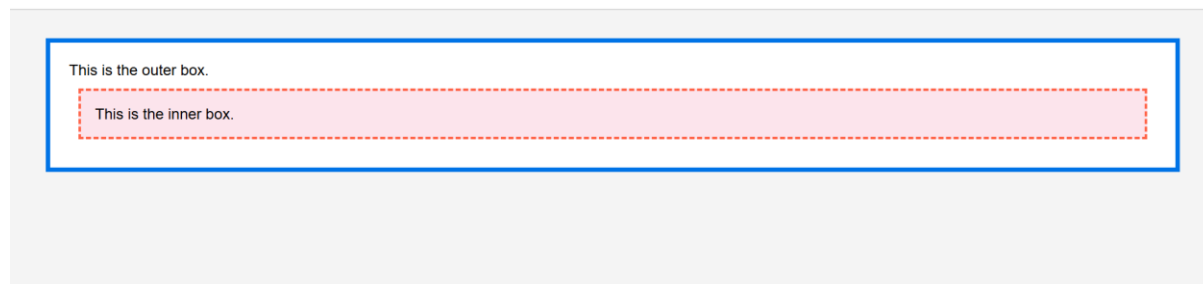 This is the outer box.
This is the inner box.